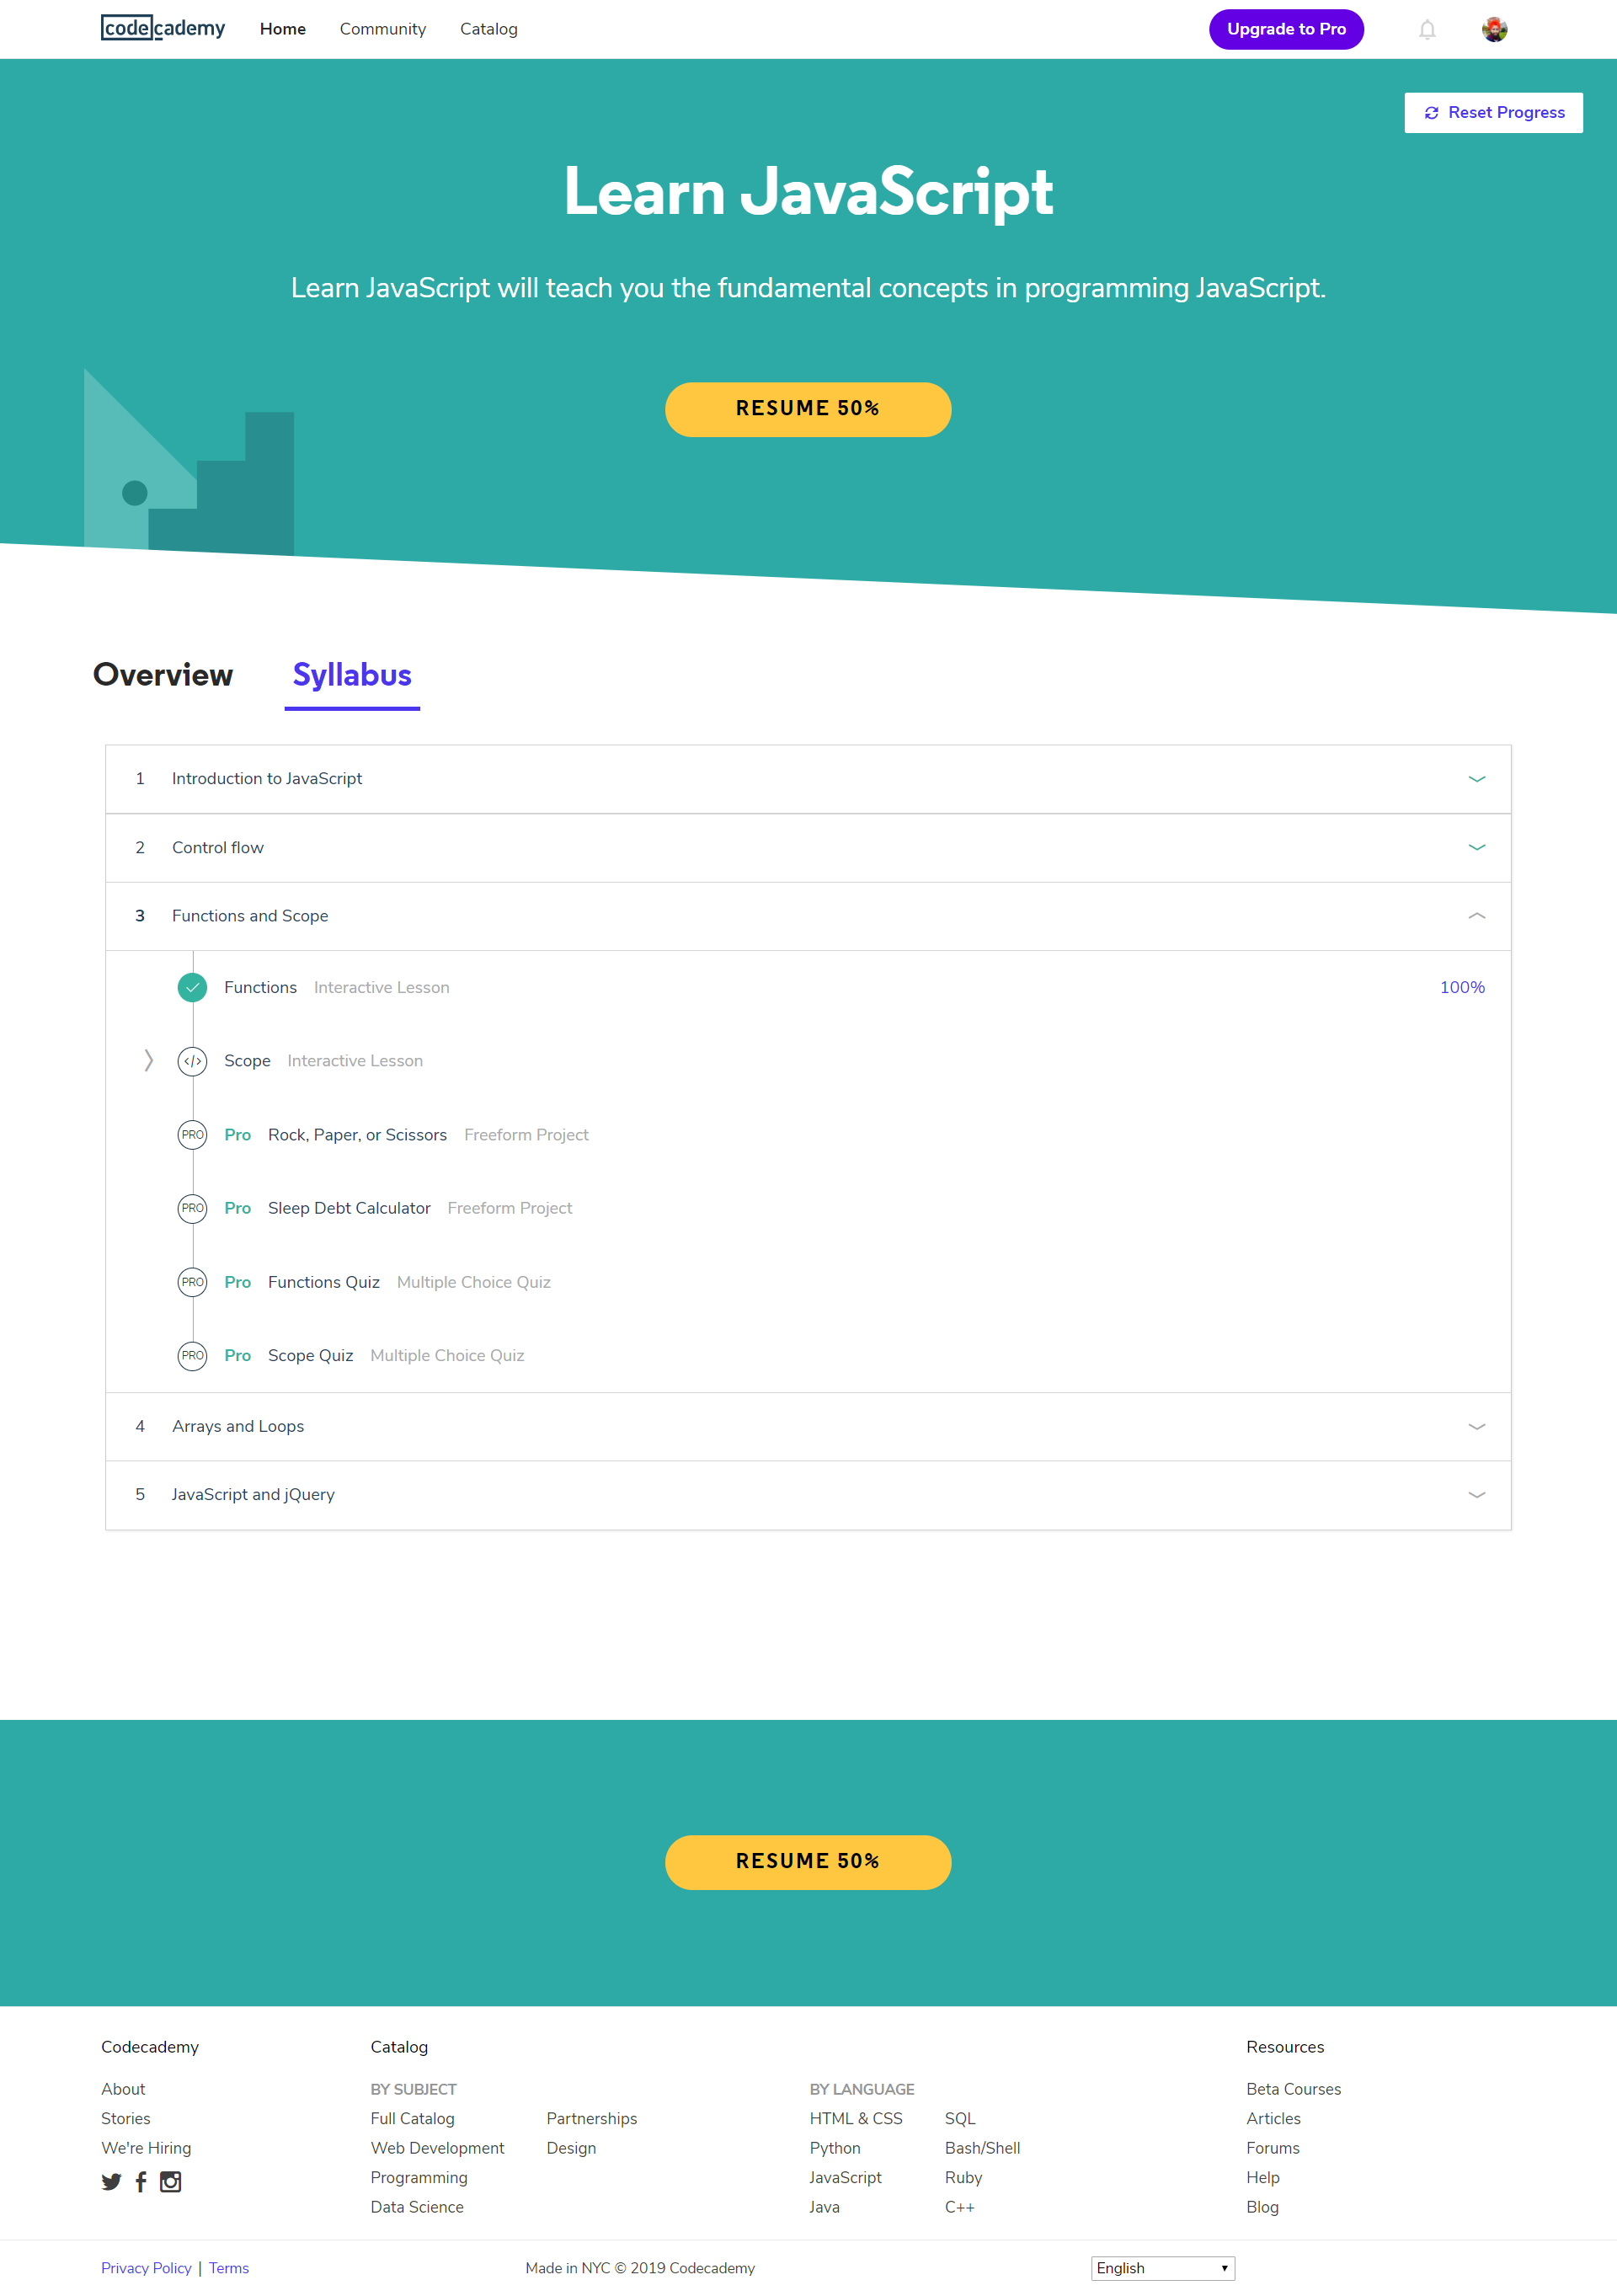 codecademy Home Community Catalog Upgrade to Pro
Reset Progress
Learn JavaScript
Learn JavaScript will teach you the fundamental concepts in programming JavaScript.
RESUME 50%
Overview Syllabus
1 Introduction to JavaScript
2 Control flow
3 Functions and Scope
Functions Interactive Lesson 100%
</> Scope Interactive Lesson
PRO Pro Rock, Paper, or Scissors Freeform Project
PRO Pro Sleep Debt Calculator Freeform Project
PRO Pro Functions Quiz Multiple Choice Quiz
PRO Pro Scope Quiz Multiple Choice Quiz
4 Arrays and Loops
5 JavaScript and jQuery
RESUME 50%
Codecademy
About
Stories
We're Hiring
Catalog
BY SUBJECT
Full Catalog
Web Development
Programming
Data Science
Partnerships
Design
BY LANGUAGE
HTML & CSS
Python
JavaScript
Java
SQL
Bash/Shell
Ruby
C++
Resources
Beta Courses
Articles
Forums
Help
Blog
Privacy Policy | Terms
Made in NYC © 2019 Codecademy
English